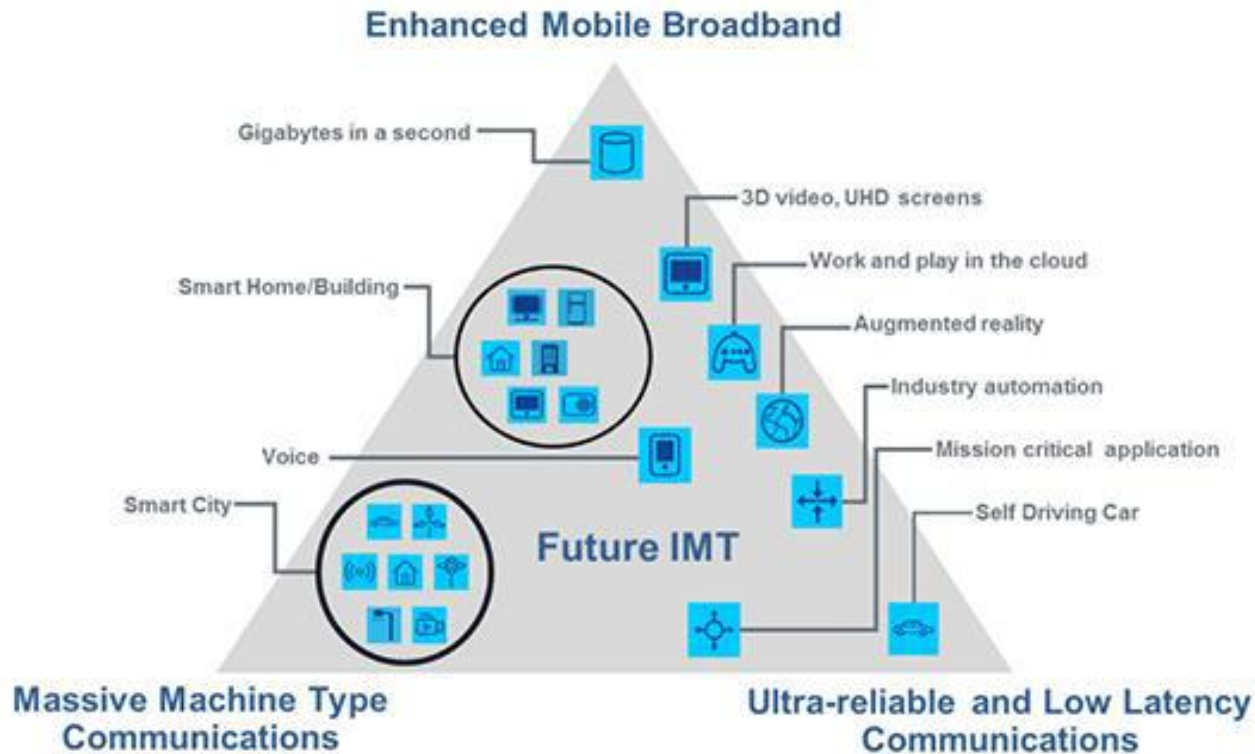 Enhanced Mobile Broadband
Gigabytes in a second
3D video, UHD screens
Work and play in the cloud
Smart Home/Building
Augmented reality
Industry automation
Mission critical application
Voice
Smart City
Self Driving Car
Future IMT
Massive Machine Type
Communications
Ultra-reliable and Low Latency
Communications